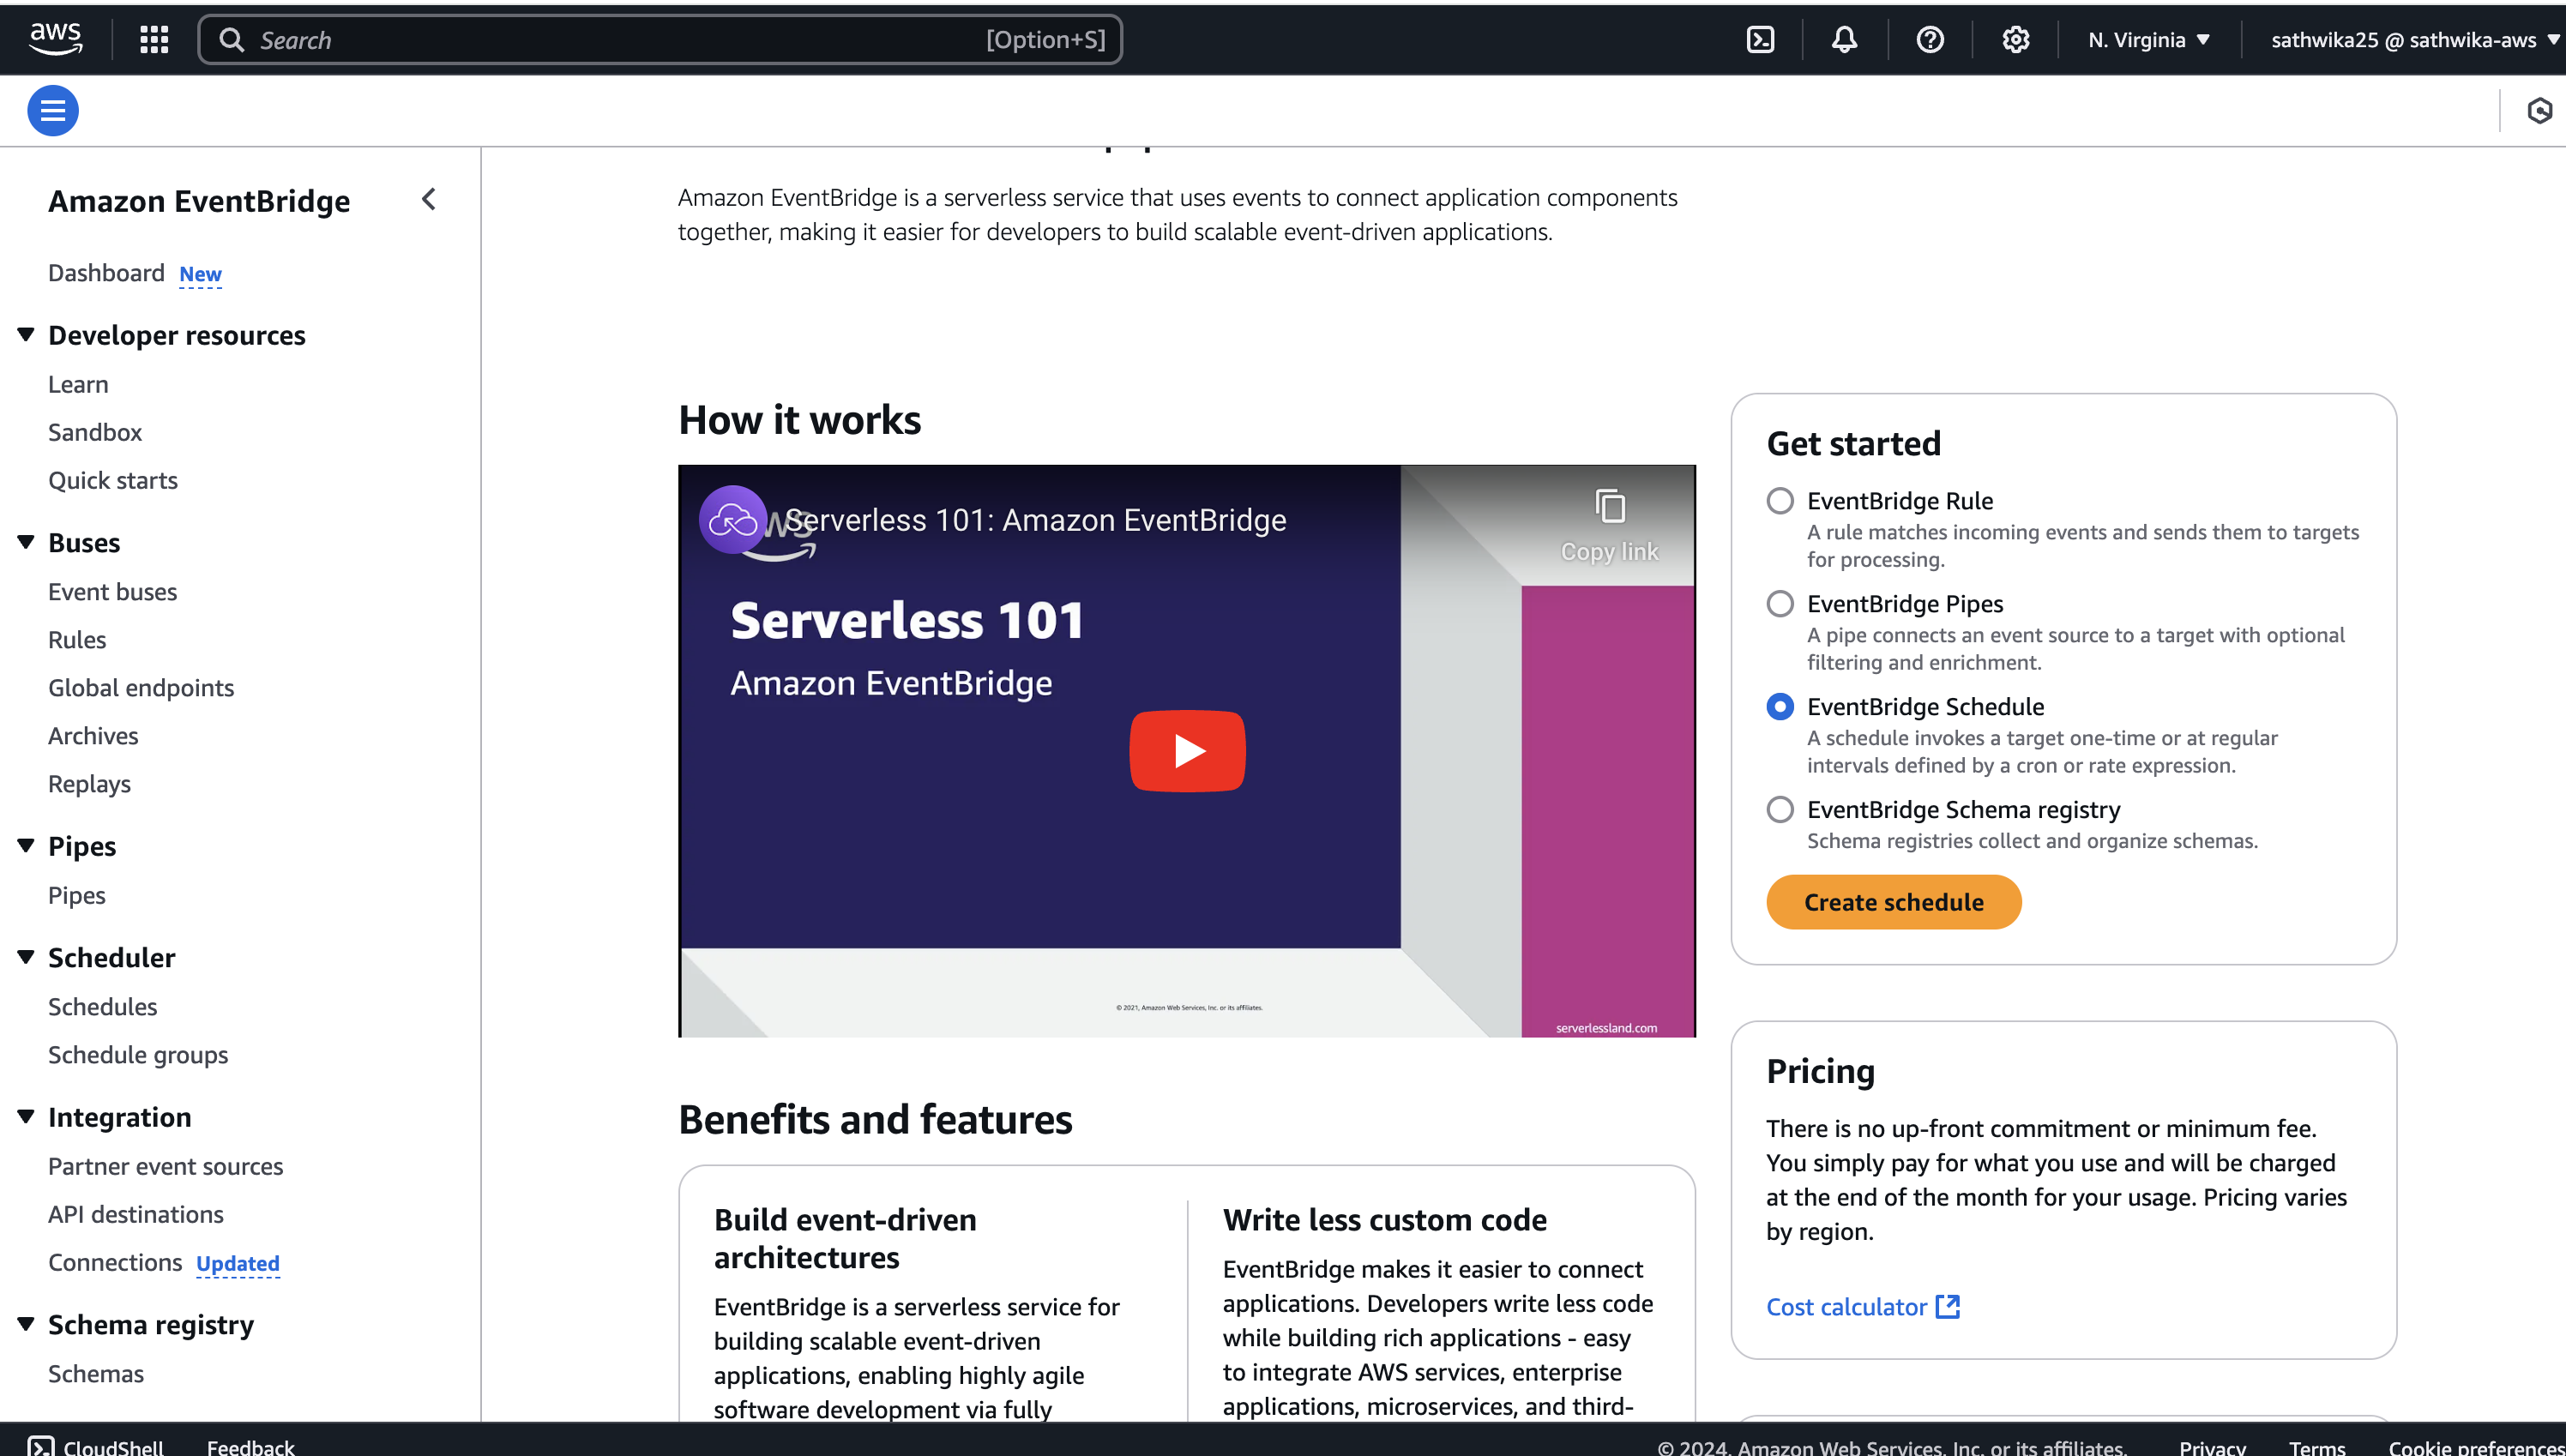 aws
Search
[Option+S]
N. Virginia
sathwika25 @ sathwika-aws
Amazon EventBridge
Dashboard New
Developer resources
Learn
Sandbox
Quick starts
Buses
Event buses
Rules
Global endpoints
Archives
Replays
Pipes
Pipes
Scheduler
Schedules
Schedule groups
Integration
Partner event sources
API destinations
Connections Updated
Schema registry
Schemas
Amazon EventBridge is a serverless service that uses events to connect application components
together, making it easier for developers to build scalable event-driven applications.
How it works
aws
Serverless 101: Amazon EventBridge
Copy link
Serverless 101
Amazon EventBridge
© 2021, Amazon Web Services, Inc. or its affiliates.
serverlessland.com
Benefits and features
Build event-driven
architectures
EventBridge is a serverless service for
building scalable event-driven
applications, enabling highly agile
software development via fully
Write less custom code
EventBridge makes it easier to connect
applications. Developers write less code
while building rich applications - easy
to integrate AWS services, enterprise
applications, microservices, and third-
Get started
EventBridge Rule
A rule matches incoming events and sends them to targets
for processing.
EventBridge Pipes
A pipe connects an event source to a target with optional
filtering and enrichment.
EventBridge Schedule
A schedule invokes a target one-time or at regular
intervals defined by a cron or rate expression.
EventBridge Schema registry
Schema registries collect and organize schemas.
Create schedule
Pricing
There is no up-front commitment or minimum fee.
You simply pay for what you use and will be charged
at the end of the month for your usage. Pricing varies
by region.
Cost calculator
CloudShell
Feedback
© 2024, Amazon Web Services, Inc. or its affiliates.
Privacy
Terms
Cookie preferences